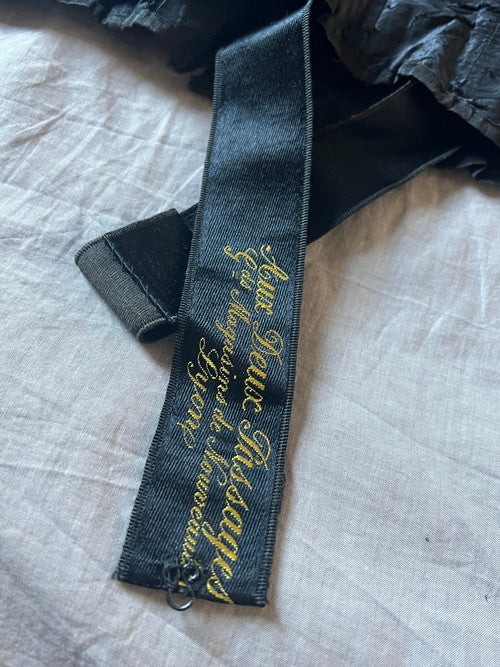 Aux Deux Passages
Gds Magasins de Nouveautés
Lyon